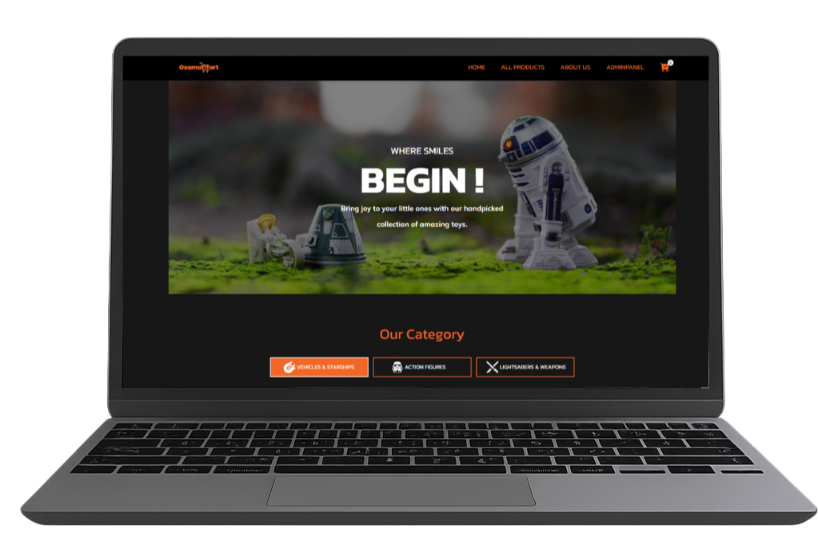 OsamaMart
HOME ALL PRODUCTS ABOUT US ADMINPANEL
WHERE SMILES
BEGIN !
Bring joy to your little ones with our handpicked
collection of amazing toys.
Our Category
VEHICLES & STARSHIPS ACTION FIGURES LIGHTSABERS & WEAPONS